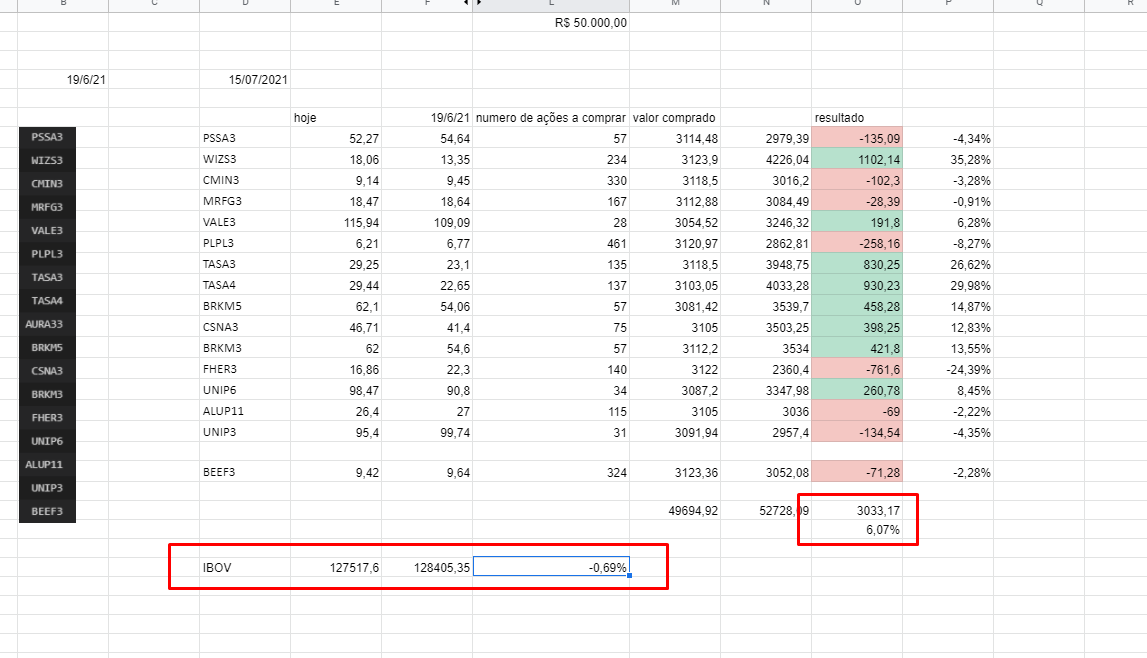 B C D E F L M N O P Q R
R$ 50.000,00
19/6/21 15/07/2021
hoje 19/6/21 numero de ações a comprar valor comprado resultado
PSSA3 PSSA3 52,27 54,64 57 3114,48 2979,39 -135,09 -4,34%
WIZS3 WIZS3 18,06 13,35 234 3123,9 4226,04 1102,14 35,28%
CMIN3 CMIN3 9,14 9,45 330 3118,5 3016,2 -102,3 -3,28%
MRFG3 MRFG3 18,47 18,64 167 3112,88 3084,49 -28,39 -0,91%
VALE3 VALE3 115,94 109,09 28 3054,52 3246,32 191,8 6,28%
PLPL3 PLPL3 6,21 6,77 461 3120,97 2862,81 -258,16 -8,27%
TASA3 TASA3 29,25 23,1 135 3118,5 3948,75 830,25 26,62%
TASA4 TASA4 29,44 22,65 137 3103,05 4033,28 930,23 29,98%
AURA33 BRKM5 62,1 54,06 57 3081,42 3539,7 458,28 14,87%
BRKM5 CSNA3 46,71 41,4 75 3105 3503,25 398,25 12,83%
CSNA3 BRKM3 62 54,6 57 3112,2 3534 421,8 13,55%
BRKM3 FHER3 16,86 22,3 140 3122 2360,4 -761,6 -24,39%
FHER3 UNIP6 98,47 90,8 34 3087,2 3347,98 260,78 8,45%
UNIP6 ALUP11 26,4 27 115 3105 3036 -69 -2,22%
ALUP11 UNIP3 95,4 99,74 31 3091,94 2957,4 -134,54 -4,35%
UNIP3 BEEF3 9,42 9,64 324 3123,36 3052,08 -71,28 -2,28%
BEEF3 49694,92 52728,09 3033,17
6,07%
IBOV 127517,6 128405,35 -0,69%